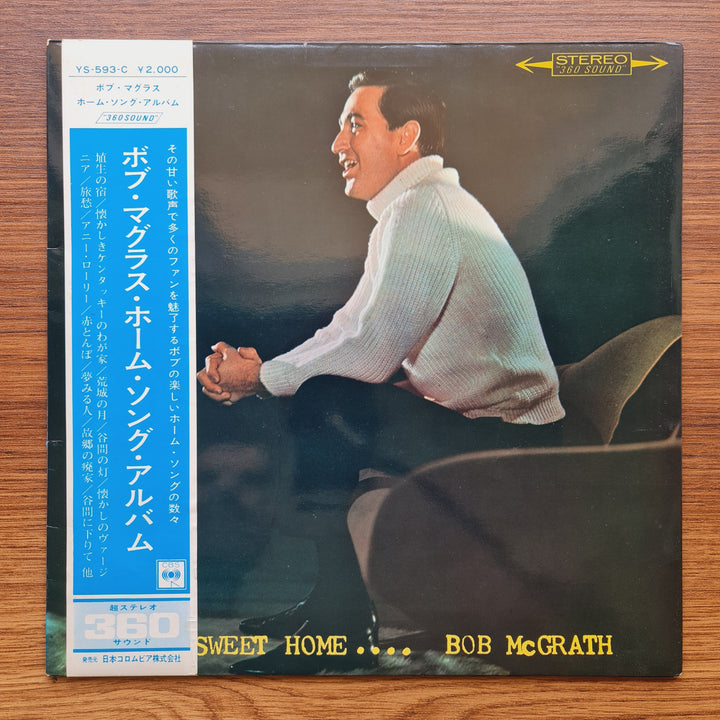 YS-593-C ¥2.000
ボブ・マグラス
ホーム・ソング・アルバム
"360 SOUND"
その甘い歌声で多くのファンを魅了するボブの楽しいホーム・ソングの数々
ボブ・マグラス・ホーム・ソング・アルバム
埴生の宿/懐かしきケンタッキーのわが家/荒城の月/谷間の灯/懐かしのヴァージ
ニア/旅愁/アニー・ローリー/赤とんぼ/夢みる人/故郷の廃家/谷間に下りて 他
CBS
超ステレオ
360
サウンド
発売元 日本コロムビア株式会社
STEREO
"360 SOUND"
SWEET HOME.... BOB McGRATH